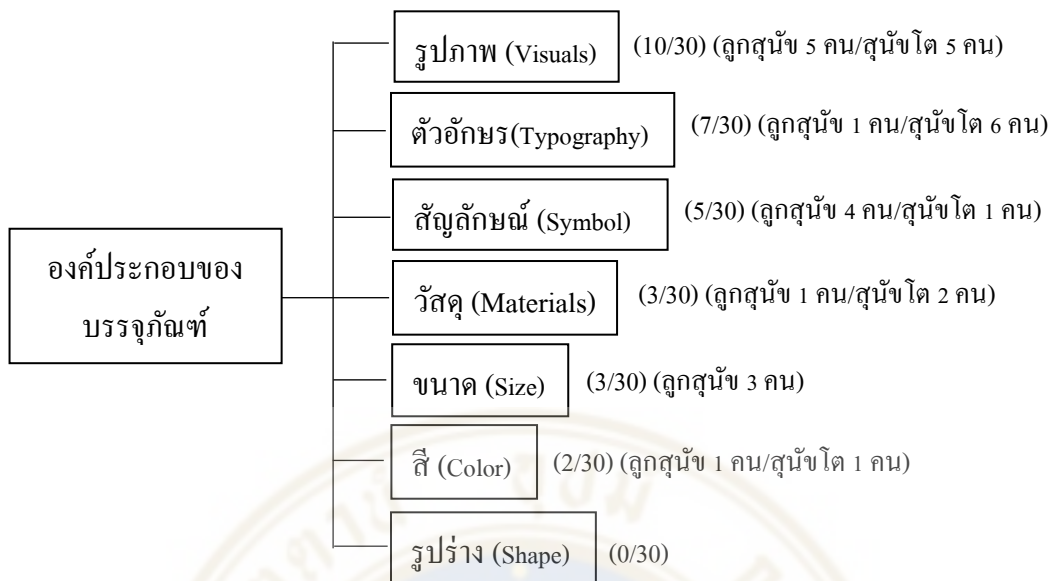 รูปภาพ (Visuals) (10/30) (ลูกสุนัข 5 คน/สุนัขโต 5 คน)
ตัวอักษร(Typography) (7/30) (ลูกสุนัข 1 คน/สุนัขโต 6 คน)
สัญลักษณ์ (Symbol) (5/30) (ลูกสุนัข 4 คน/สุนัขโต 1 คน)
องค์ประกอบของ
บรรจุภัณฑ์
วัสดุ (Materials) (3/30) (ลูกสุนัข 1 คน/สุนัขโต 2 คน)
ขนาด (Size) (3/30) (ลูกสุนัข 3 คน)
สี (Color) (2/30) (ลูกสุนัข 1 คน/สุนัขโต 1 คน)
รูปร่าง (Shape) (0/30)